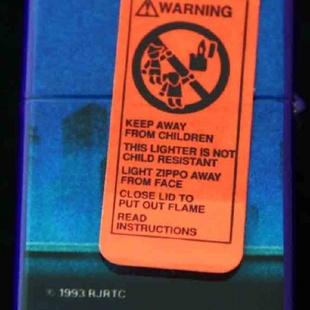 ⚠ WARNING
KEEP AWAY
FROM CHILDREN
THIS LIGHTER IS NOT
CHILD RESISTANT
LIGHT ZIPPO AWAY
FROM FACE
CLOSE LID TO
PUT OUT FLAME
READ
INSTRUCTIONS
© 1993 RJRTC